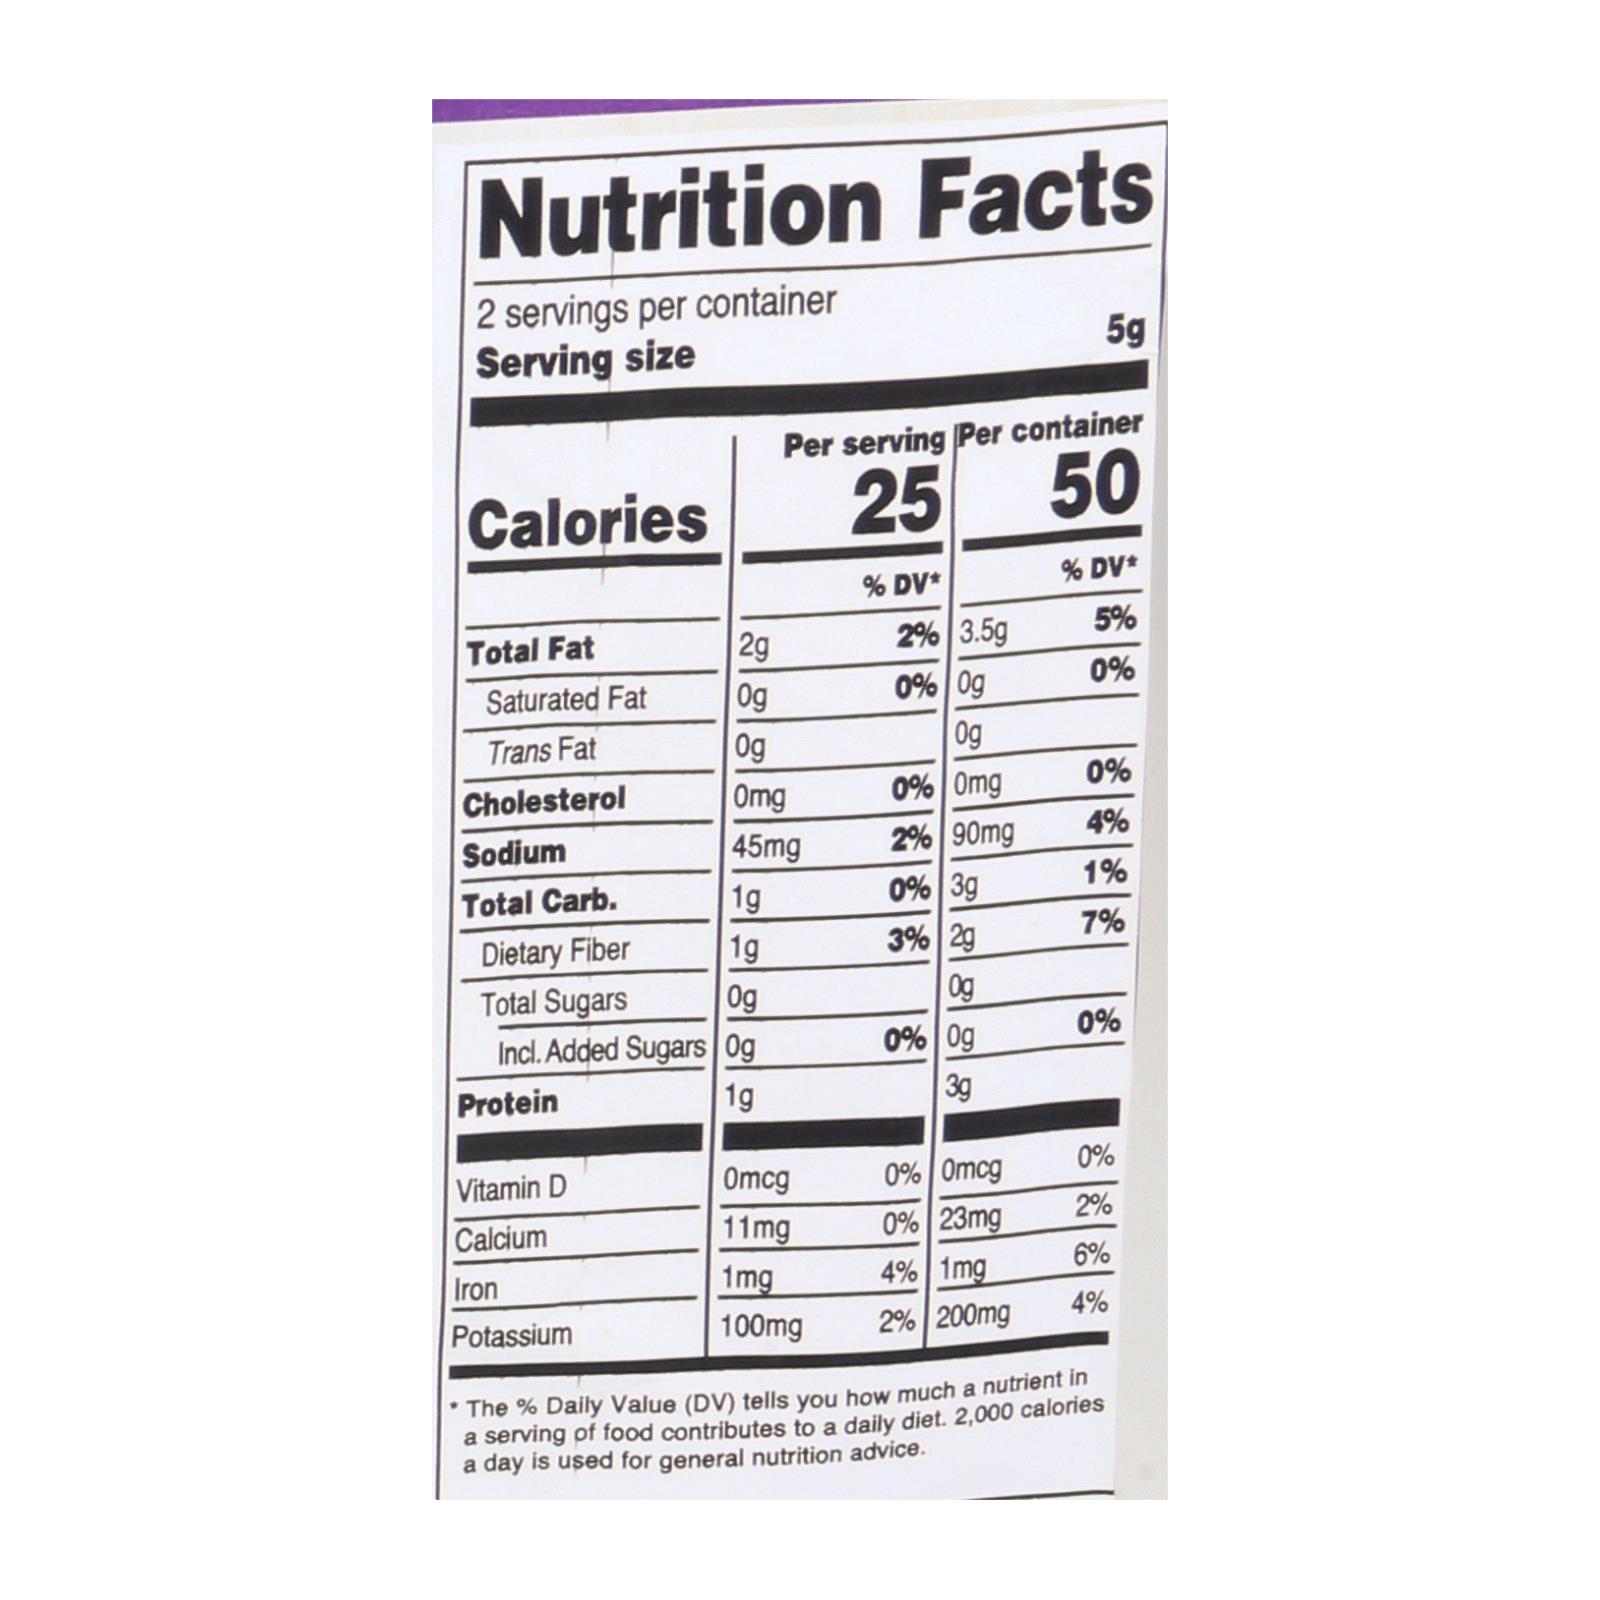 Nutrition Facts
2 servings per container
Serving size 5g
Per serving Per container
Calories 25 50
% DV* % DV*
Total Fat 2g 2% 3.5g 5%
Saturated Fat 0g 0% 0g 0%
Trans Fat 0g 0g
Cholesterol 0mg 0% 0mg 0%
Sodium 45mg 2% 90mg 4%
Total Carb. 1g 0% 3g 1%
Dietary Fiber 1g 3% 2g 7%
Total Sugars 0g 0g
Incl. Added Sugars 0g 0% 0g 0%
Protein 1g 3g
Vitamin D 0mcg 0% 0mcg 0%
Calcium 11mg 0% 23mg 2%
Iron 1mg 4% 1mg 6%
Potassium 100mg 2% 200mg 4%
* The % Daily Value (DV) tells you how much a nutrient in
a serving of food contributes to a daily diet. 2,000 calories
a day is used for general nutrition advice.